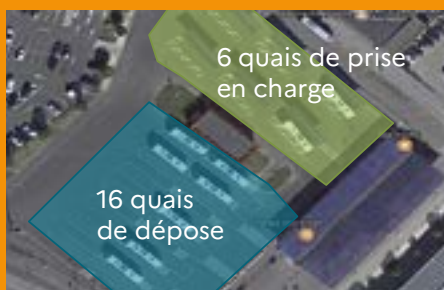 6 quais de prise
en charge
16 quais
de dépose